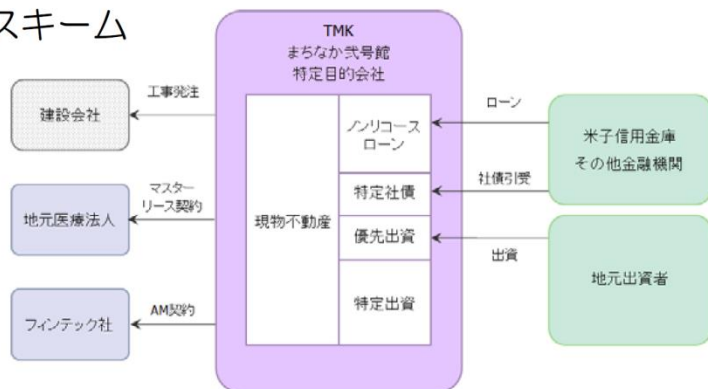 スキーム
TMK
まちなか弐号館
特定目的会社
建設会社
工事発注
地元医療法人
マスター
リース契約
フィンテック社
AM契約
現物不動産
ノンリコース
ローン
特定社債
優先出資
特定出資
ローン
社債引受
出資
米子信用金庫
その他金融機関
地元出資者